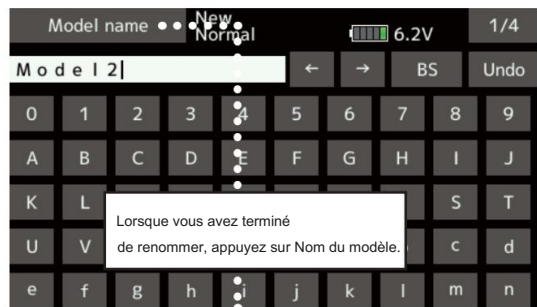 Model name New Normal 6.2V 1/4
Model2 ← → BS Undo
0 1 2 3 4 5 6 7 8 9
A B C D E F G H I J
K L S T
Lorsque vous avez terminé
de renommer, appuyez sur Nom du modèle.
U V c d
e f g h i j k l m n